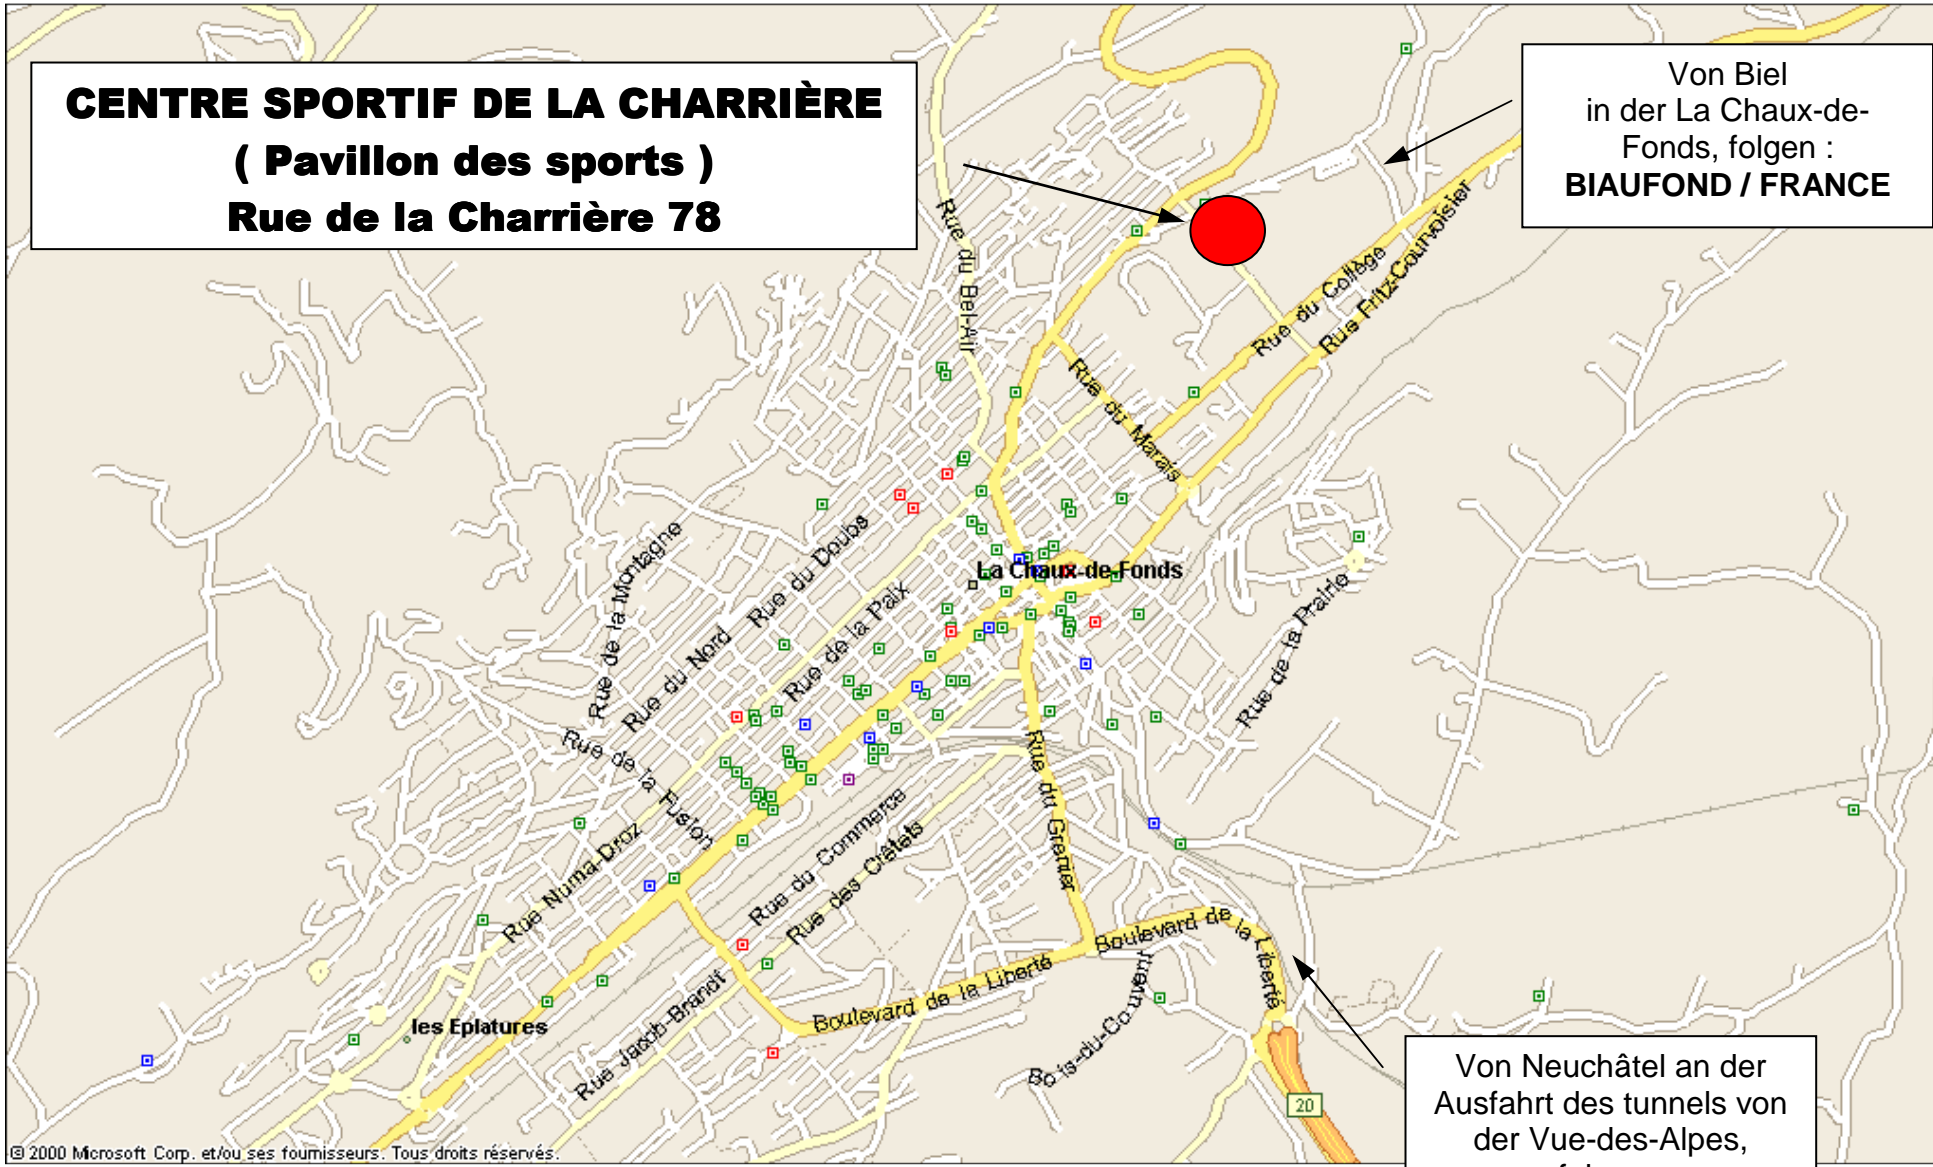 CENTRE SPORTIF DE LA CHARRIÈRE
( Pavillon des sports )
Rue de la Charrière 78
Von Biel
in der La Chaux-de-
Fonds, folgen :
BIAUFOND / FRANCE
Rue du Bel-Air
Rue du Collège
Rue Fritz-Courvoisier
Rue du Marais
La Chaux-de-Fonds
Rue de la Montagne
Rue du Doubs
Rue du Nord
Rue de la Paix
Rue de la Prairie
Rue de la Fusion
Rue Numa-Droz
Rue du Commerce
Rue des Crêtets
Rue du Grenier
Boulevard de la Liberté
Boulevard de la Liberté
Bois-du-Couvent
Rue Jacob-Brandt
les Eplatures
20
Von Neuchâtel an der
Ausfahrt des tunnels von
der Vue-des-Alpes,
© 2000 Microsoft Corp. et/ou ses fournisseurs. Tous droits réservés.